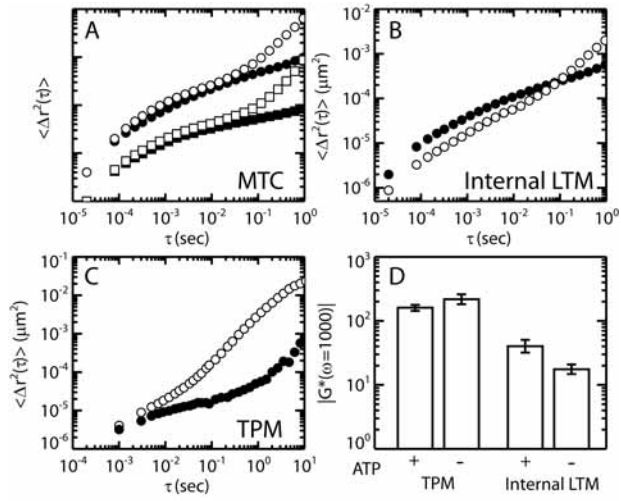 A
<Δr²(τ)>
MTC
10⁻⁵ 10⁻⁴ 10⁻³ 10⁻² 10⁻¹ 10⁰
τ (sec)
B
10⁻² 10⁻³ 10⁻⁴ 10⁻⁵ 10⁻⁶
<Δr²(τ)> (μm²)
Internal LTM
10⁻⁵ 10⁻⁴ 10⁻³ 10⁻² 10⁻¹ 10⁰
τ (sec)
C
10⁻¹ 10⁻² 10⁻³ 10⁻⁴ 10⁻⁵ 10⁻⁶
<Δr²(τ)> (μm²)
TPM
10⁻⁴ 10⁻³ 10⁻² 10⁻¹ 10⁰ 10¹
τ (sec)
D
10³ 10² 10¹ 10⁰
|G*(ω=1000)|
ATP + - + -
TPM Internal LTM